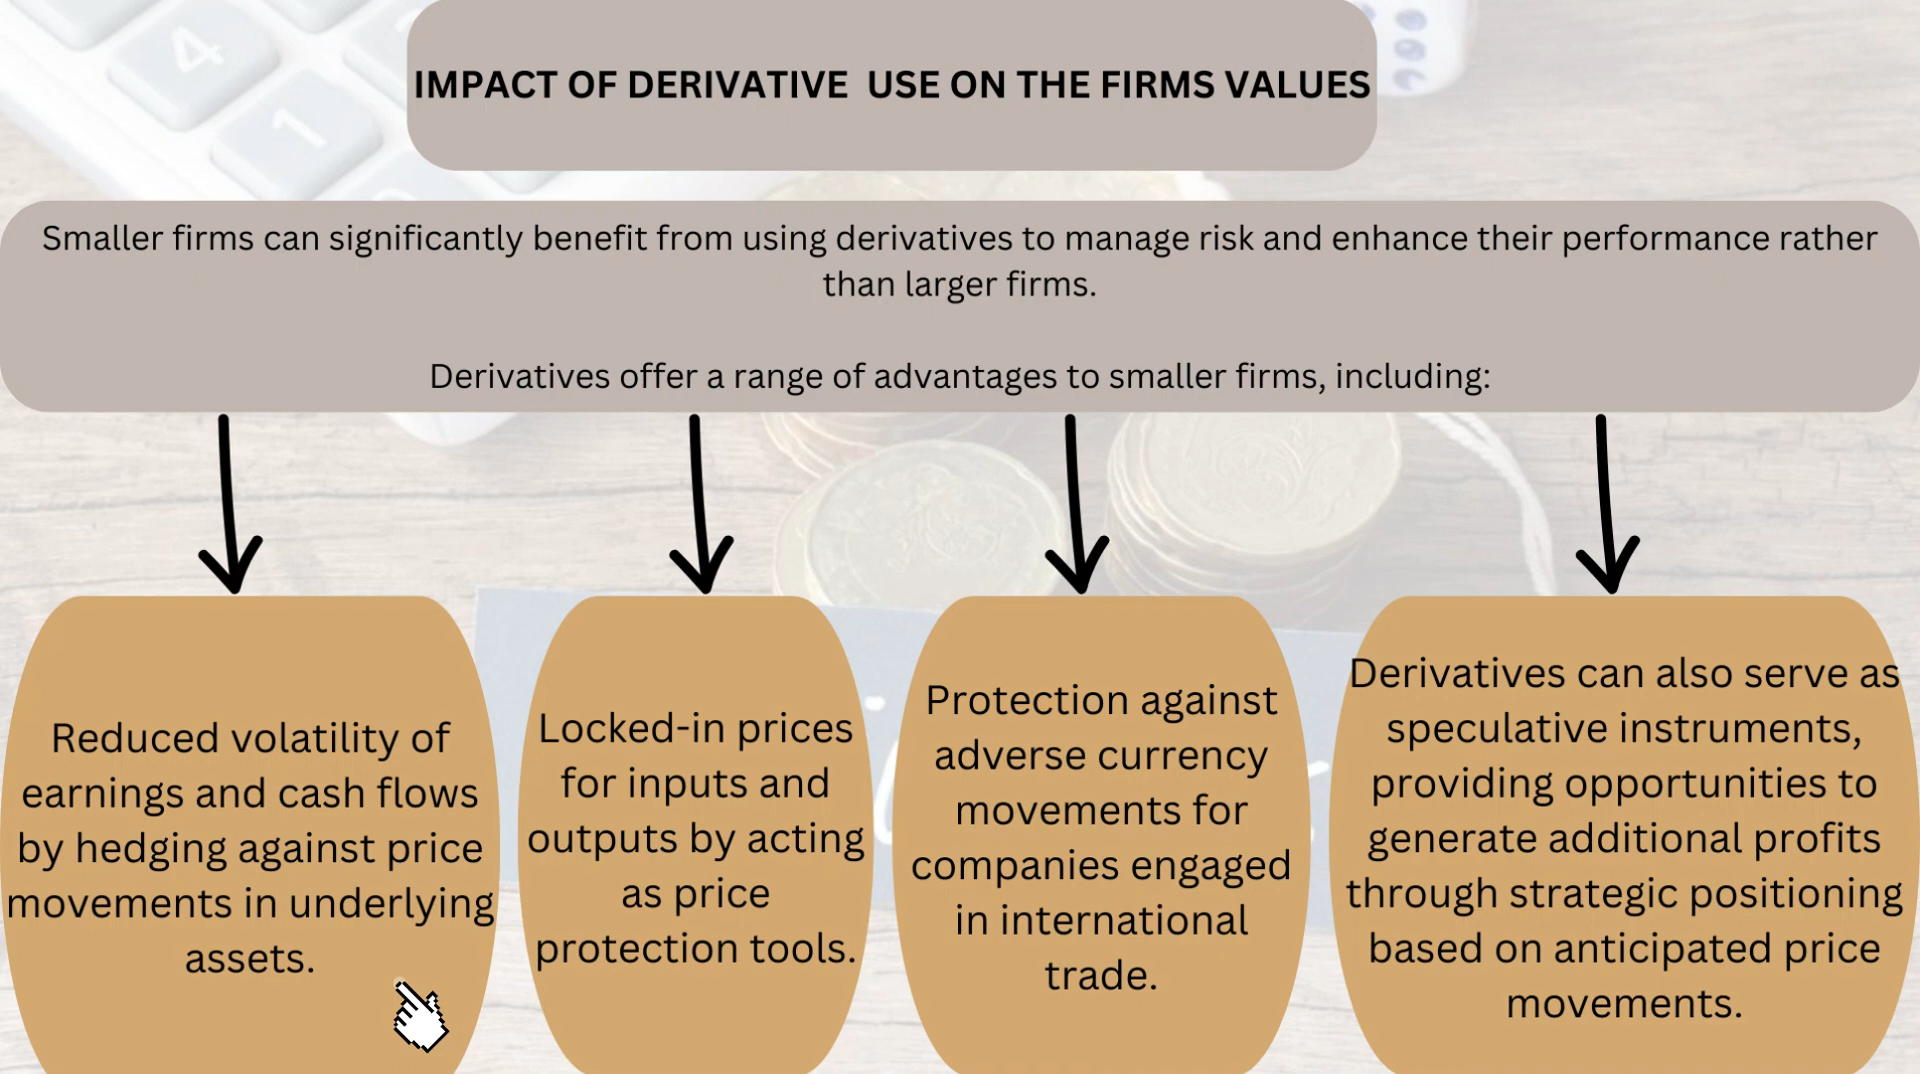 4
1
IMPACT OF DERIVATIVE  USE ON THE FIRMS VALUES
Smaller firms can significantly benefit from using derivatives to manage risk and enhance their performance rather
than larger firms.
Derivatives offer a range of advantages to smaller firms, including:
Reduced volatility of
earnings and cash flows
by hedging against price
movements in underlying
assets.
Locked-in prices
for inputs and
outputs by acting
as price
protection tools.
Protection against
adverse currency
movements for
companies engaged
in international
trade.
Derivatives can also serve as
speculative instruments,
providing opportunities to
generate additional profits
through strategic positioning
based on anticipated price
movements.